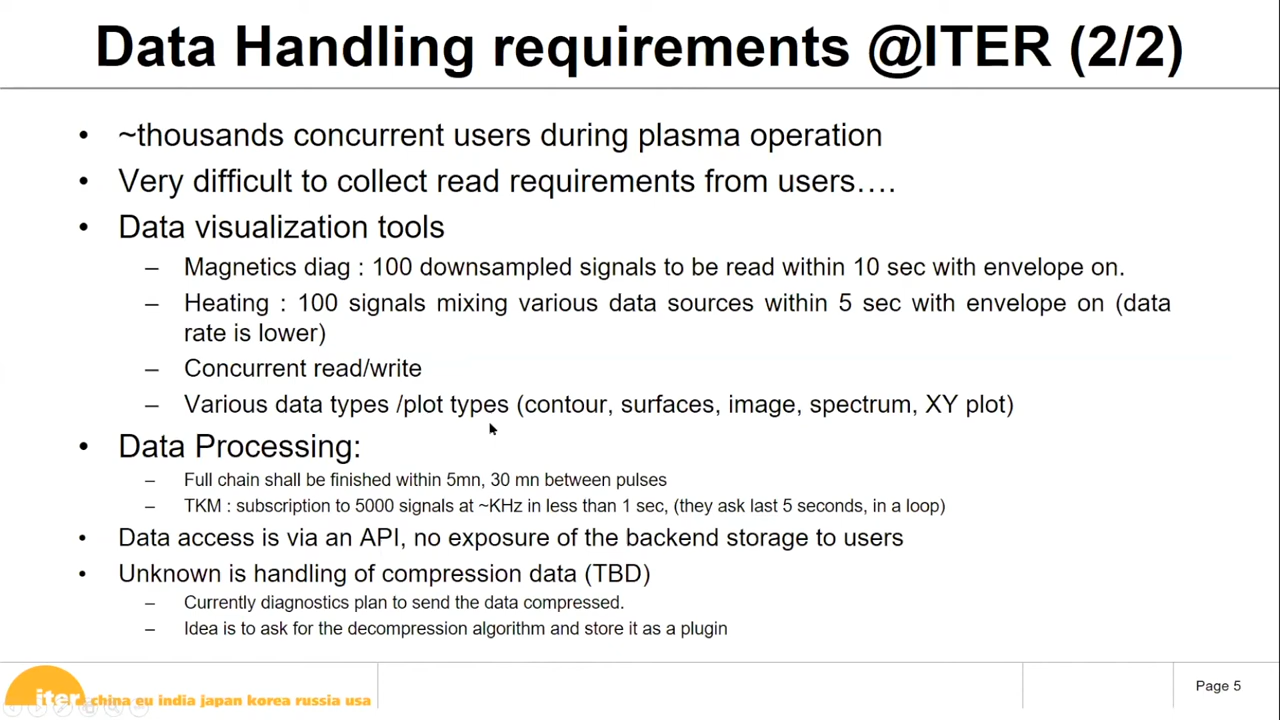 Data Handling requirements @ITER (2/2)
• ~thousands concurrent users during plasma operation
• Very difficult to collect read requirements from users….
• Data visualization tools
– Magnetics diag : 100 downsampled signals to be read within 10 sec with envelope on.
– Heating : 100 signals mixing various data sources within 5 sec with envelope on (data
rate is lower)
– Concurrent read/write
– Various data types /plot types (contour, surfaces, image, spectrum, XY plot)
• Data Processing:
– Full chain shall be finished within 5mn, 30 mn between pulses
– TKM : subscription to 5000 signals at ~KHz in less than 1 sec, (they ask last 5 seconds, in a loop)
• Data access is via an API, no exposure of the backend storage to users
• Unknown is handling of compression data (TBD)
– Currently diagnostics plan to send the data compressed.
– Idea is to ask for the decompression algorithm and store it as a plugin
iter china eu india japan korea russia usa
Page 5